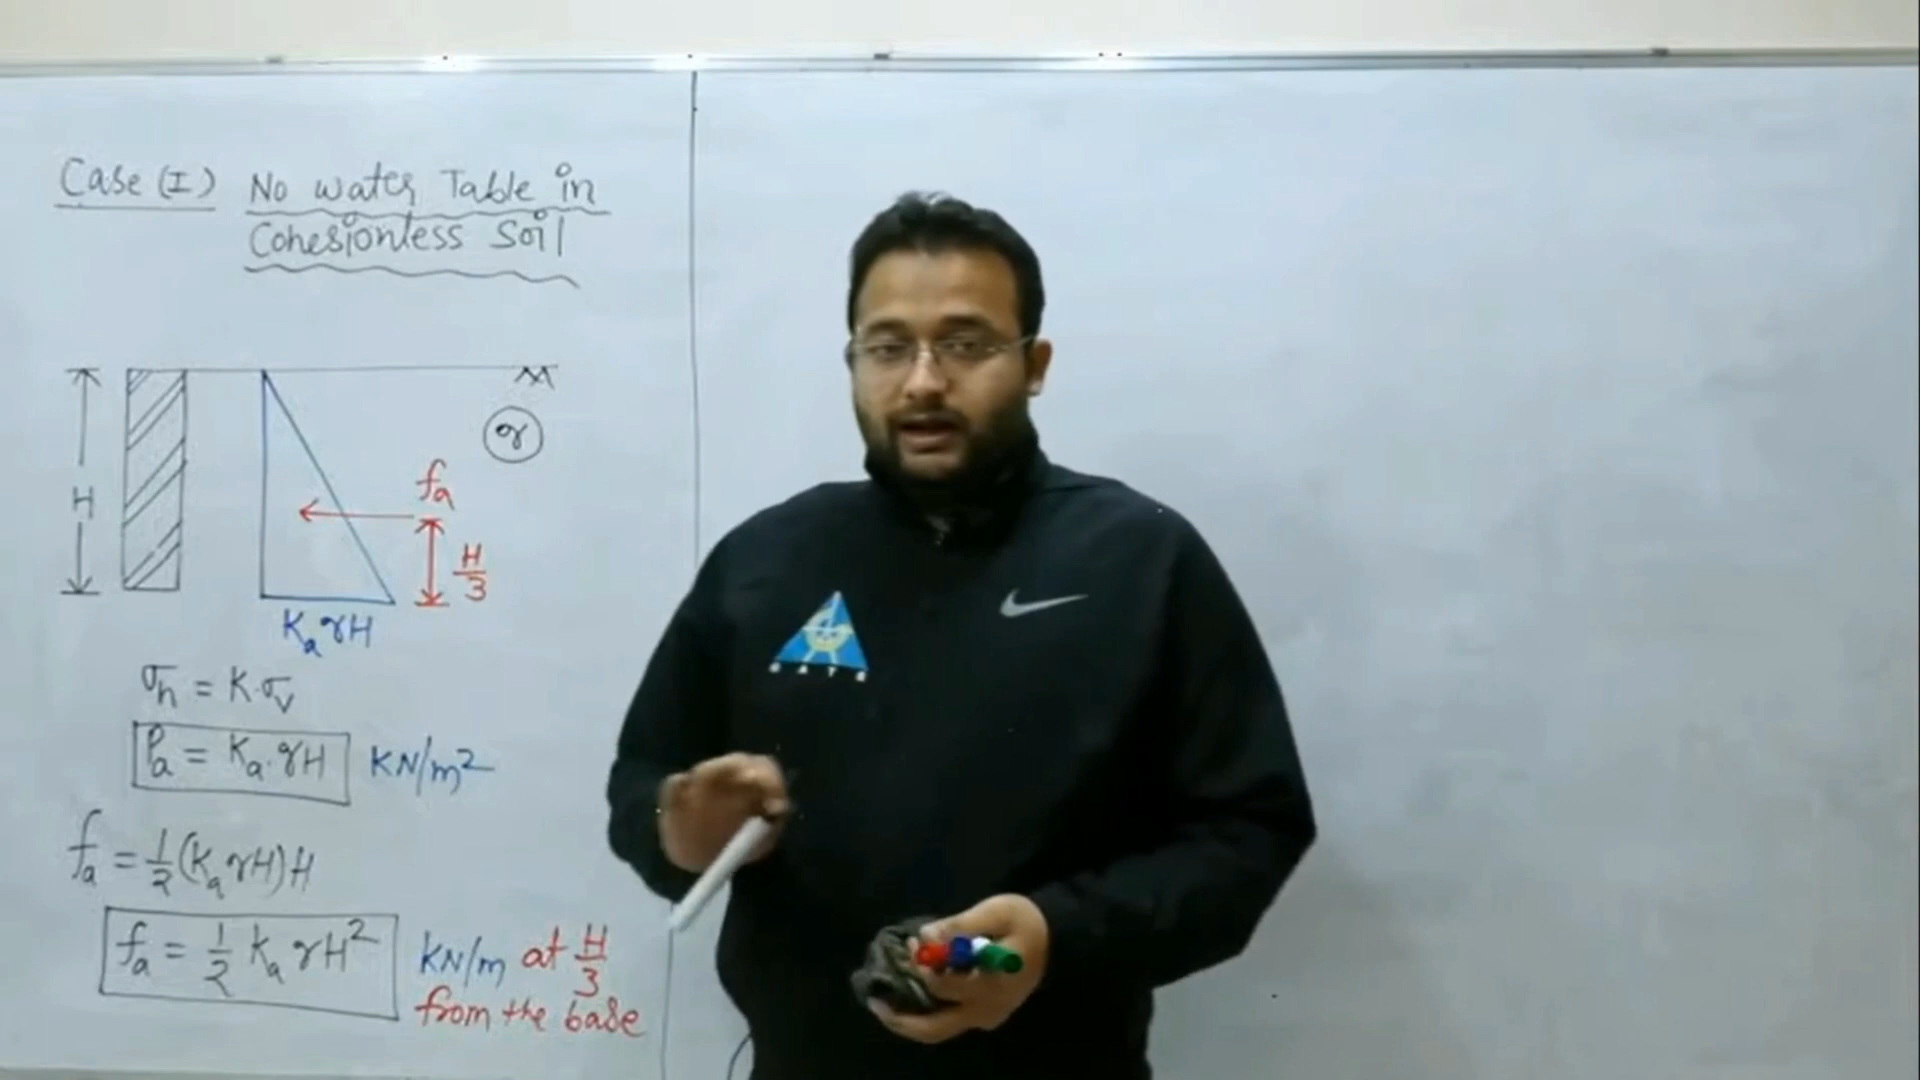 Case (I) No water Table in
Cohesionless Soil
H
γ
fa
H/3
Ka γH
σh = K·σv
Pa = Ka·γH KN/m²
fa = 1/2 (Ka γH) H
fa = 1/2 Ka γH² KN/m at H/3
from the base